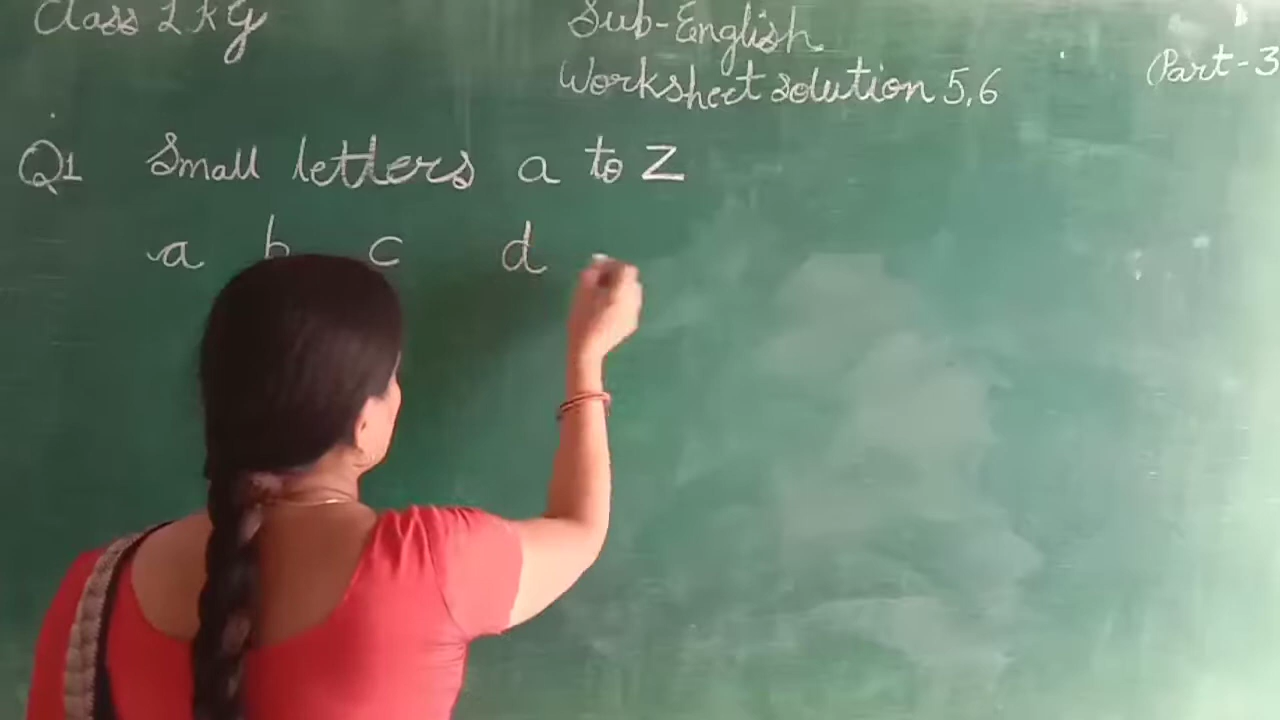 Class LKG
Sub-English
Worksheet solution 5,6
(Part-3
Q1 Small letters a to z
a b c d